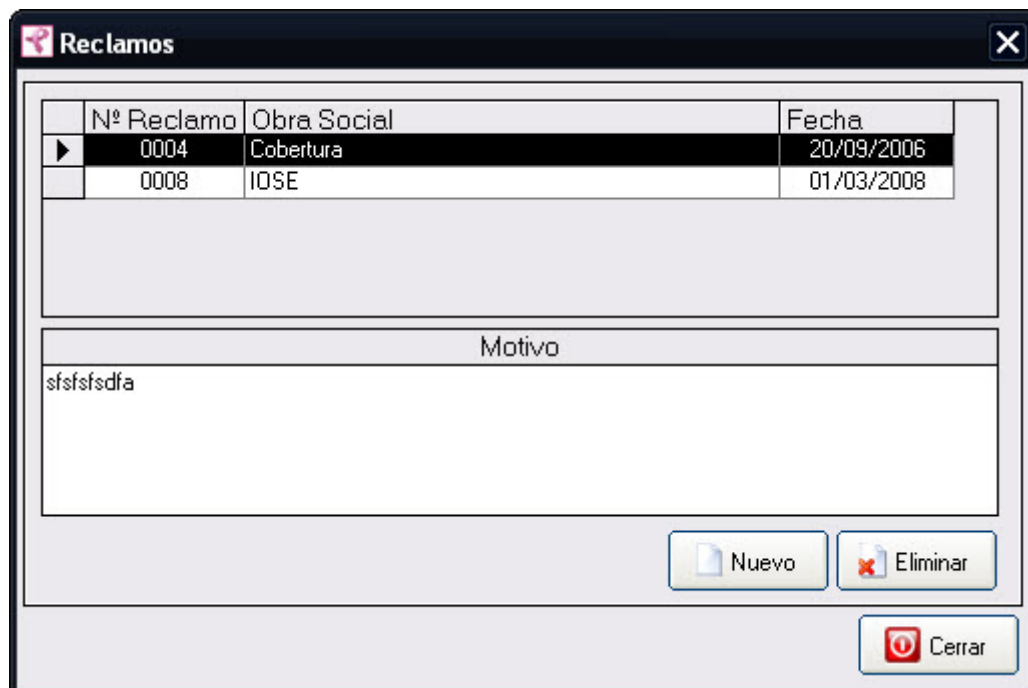 Reclamos
Nº Reclamo Obra Social Fecha
0004 Cobertura 20/09/2006
0008 IOSE 01/03/2008
Motivo
sfsfsfsdfa
Nuevo Eliminar
Cerrar